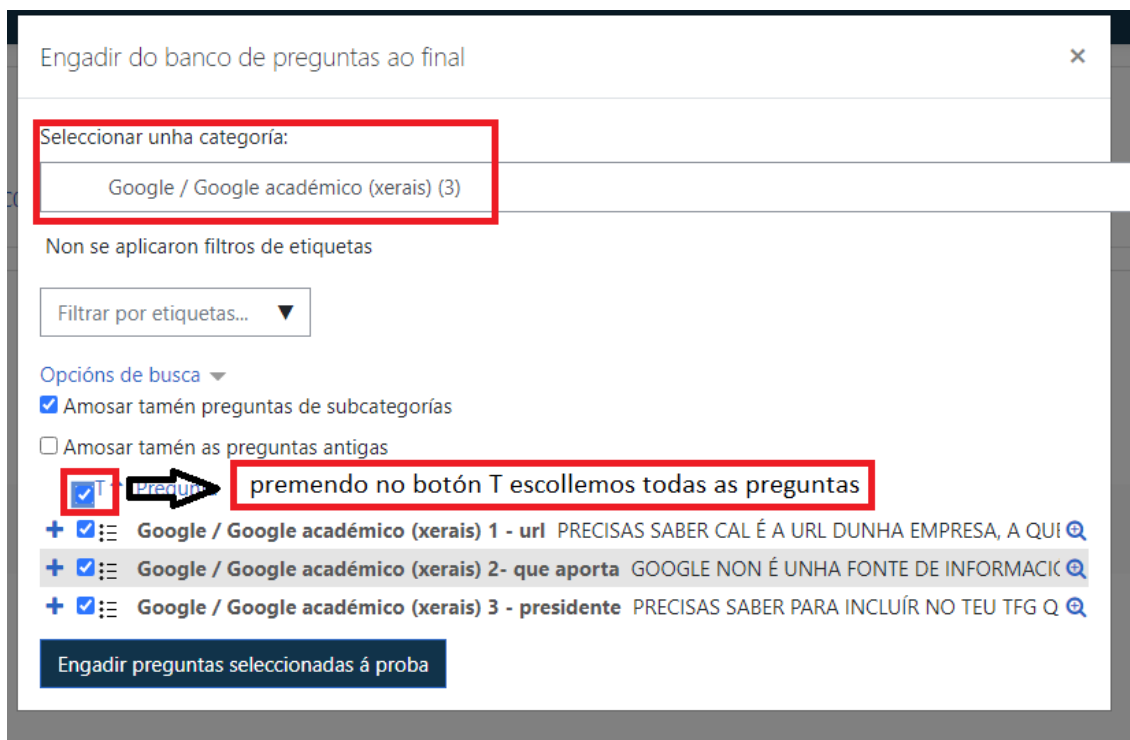 Engadir do banco de preguntas ao final ×
Seleccionar unha categoría:
Google / Google académico (xerais) (3)
Non se aplicaron filtros de etiquetas
Filtrar por etiquetas... ▼
Opcións de busca
Amosar tamén preguntas de subcategorías
Amosar tamén as preguntas antigas
T Pregunta premendo no botón T escollemos todas as preguntas
Google / Google académico (xerais) 1 - url PRECISAS SABER CAL É A URL DUNHA EMPRESA, A QUE
Google / Google académico (xerais) 2- que aporta GOOGLE NON É UNHA FONTE DE INFORMACIÓ
Google / Google académico (xerais) 3 - presidente PRECISAS SABER PARA INCLUÍR NO TEU TFG Q
Engadir preguntas seleccionadas á proba